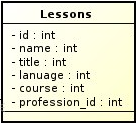 Lessons
- id : int
- name : int
- title : int
- lanuage : int
- course : int
- profession_id : int